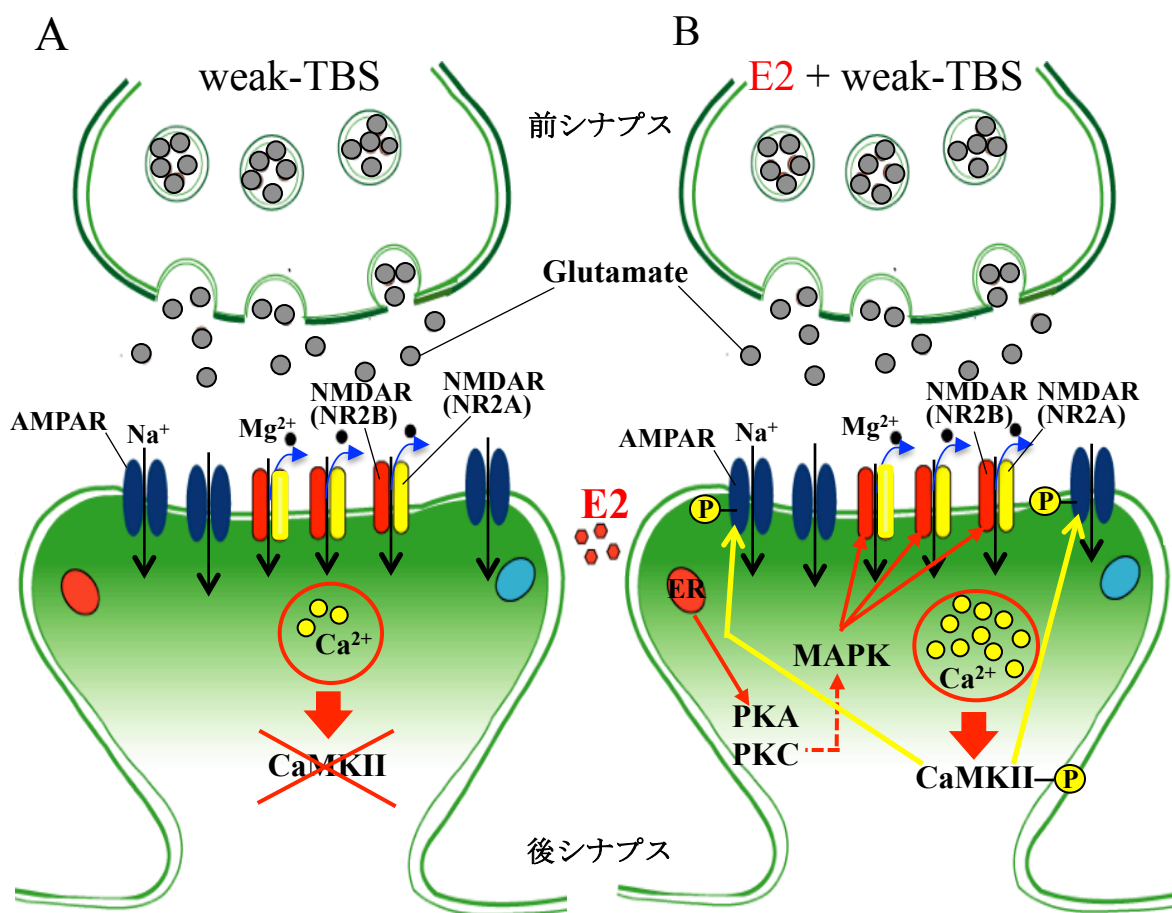 A
weak-TBS
B
E2 + weak-TBS
前シナプス
Glutamate
AMPAR
Na⁺
Mg²⁺
NMDAR
(NR2B)
NMDAR
(NR2A)
Ca²⁺
CaMKII
E2
AMPAR
Na⁺
Mg²⁺
NMDAR
(NR2B)
NMDAR
(NR2A)
P
P
ER
MAPK
Ca²⁺
PKA
PKC
CaMKII
P
後シナプス